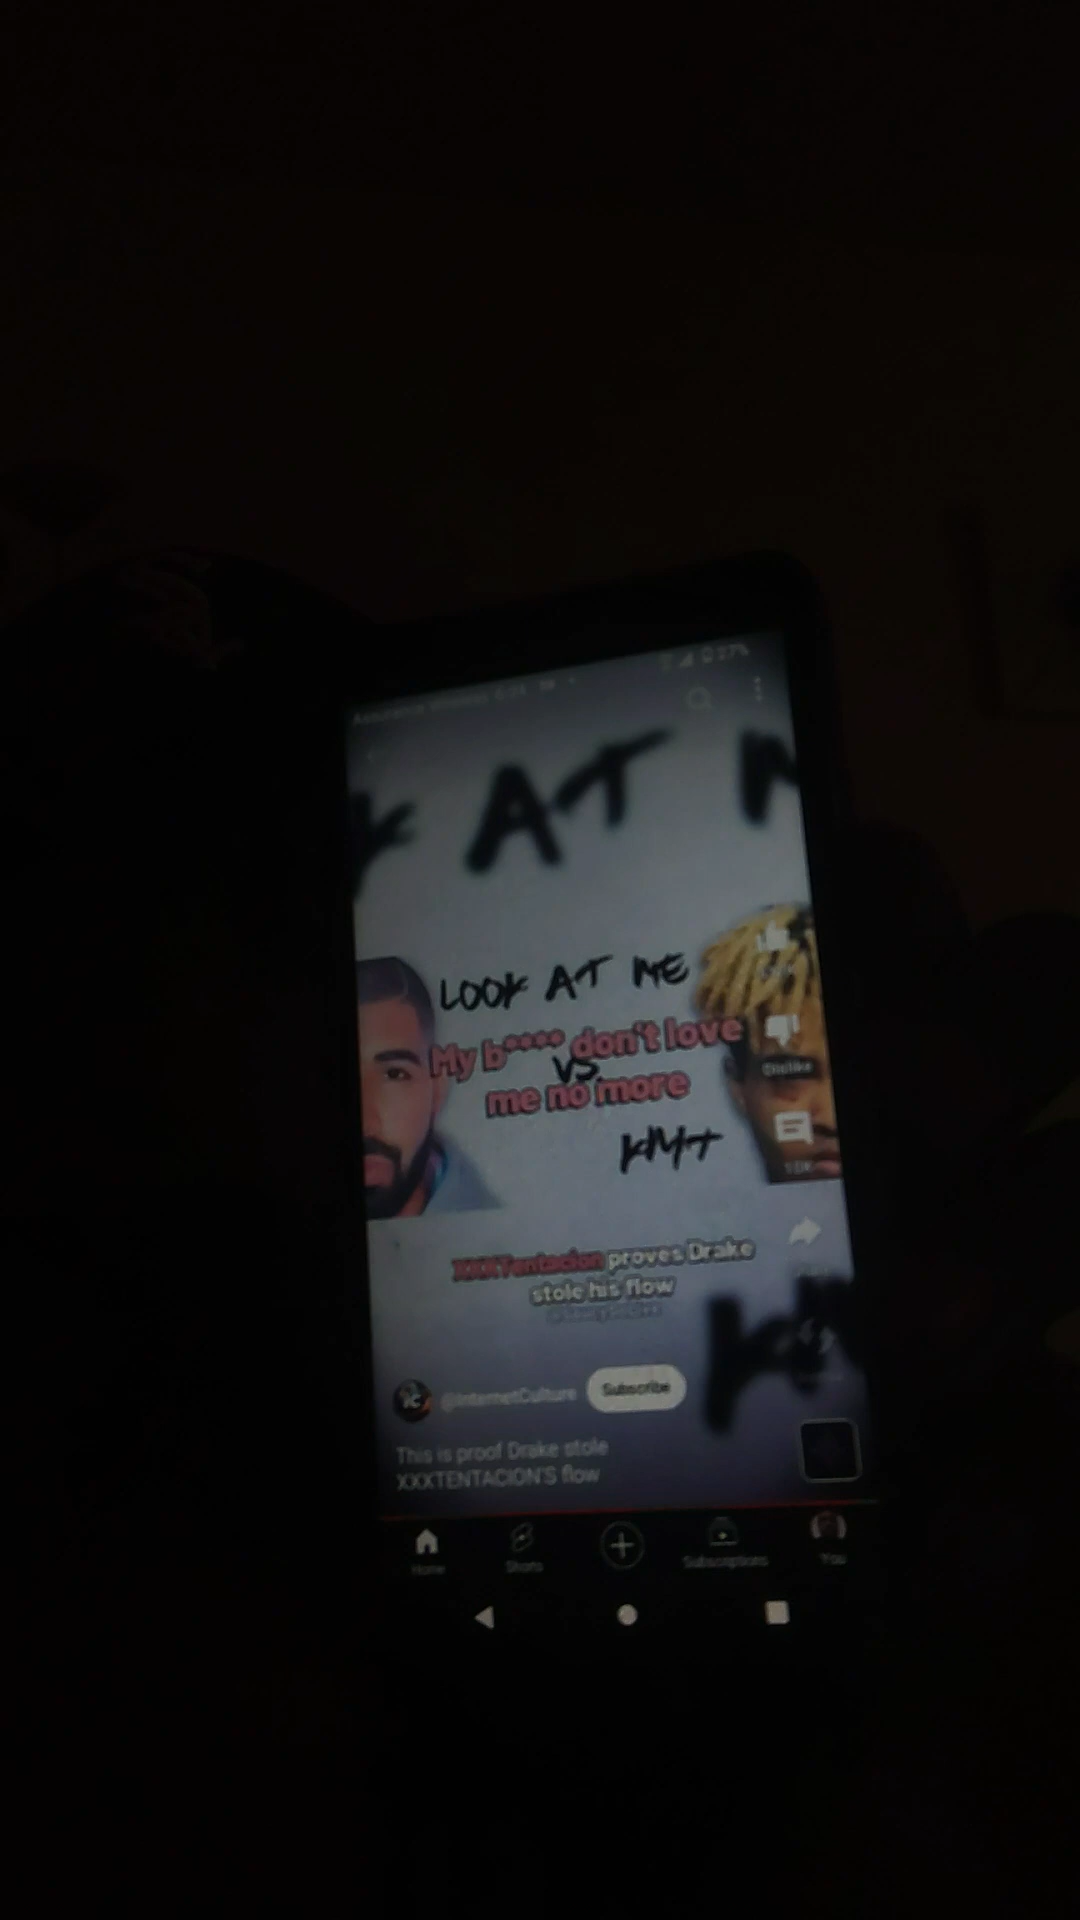 27%
AT
LOOK AT ME
My b**** don't love
vs.
me no more
KMT
XXXTentacion proves Drake
stole his flow
Dislike
@InternetCulture
Subscribe
This is proof Drake stole
XXXTENTACION'S flow
Home
Shorts
Subscriptions
You